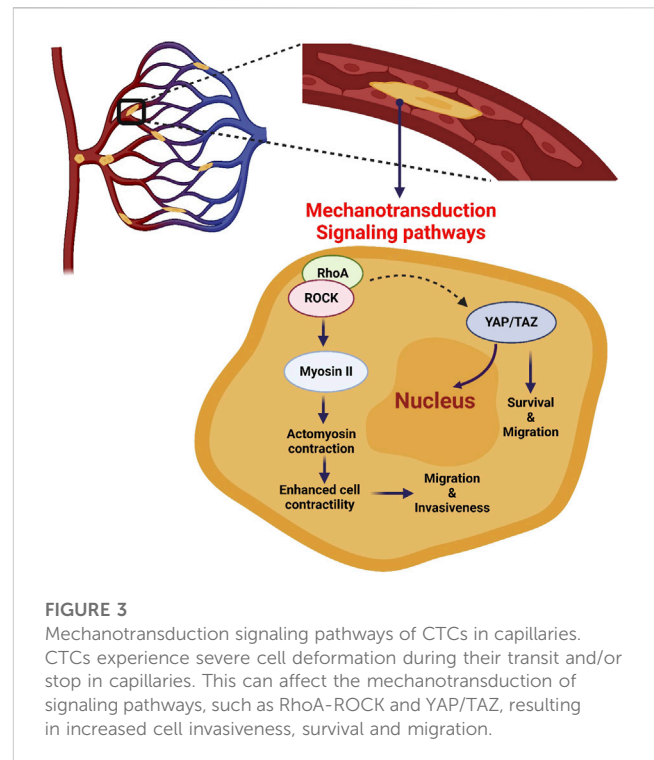 Mechanotransduction
Signaling pathways
RhoA
ROCK
YAP/TAZ
Myosin II
Nucleus
Survival
&
Migration
Actomyosin
contraction
Enhanced cell
contractility
Migration
&
Invasiveness
FIGURE 3
Mechanotransduction signaling pathways of CTCs in capillaries.
CTCs experience severe cell deformation during their transit and/or
stop in capillaries. This can affect the mechanotransduction of
signaling pathways, such as RhoA-ROCK and YAP/TAZ, resulting
in increased cell invasiveness, survival and migration.